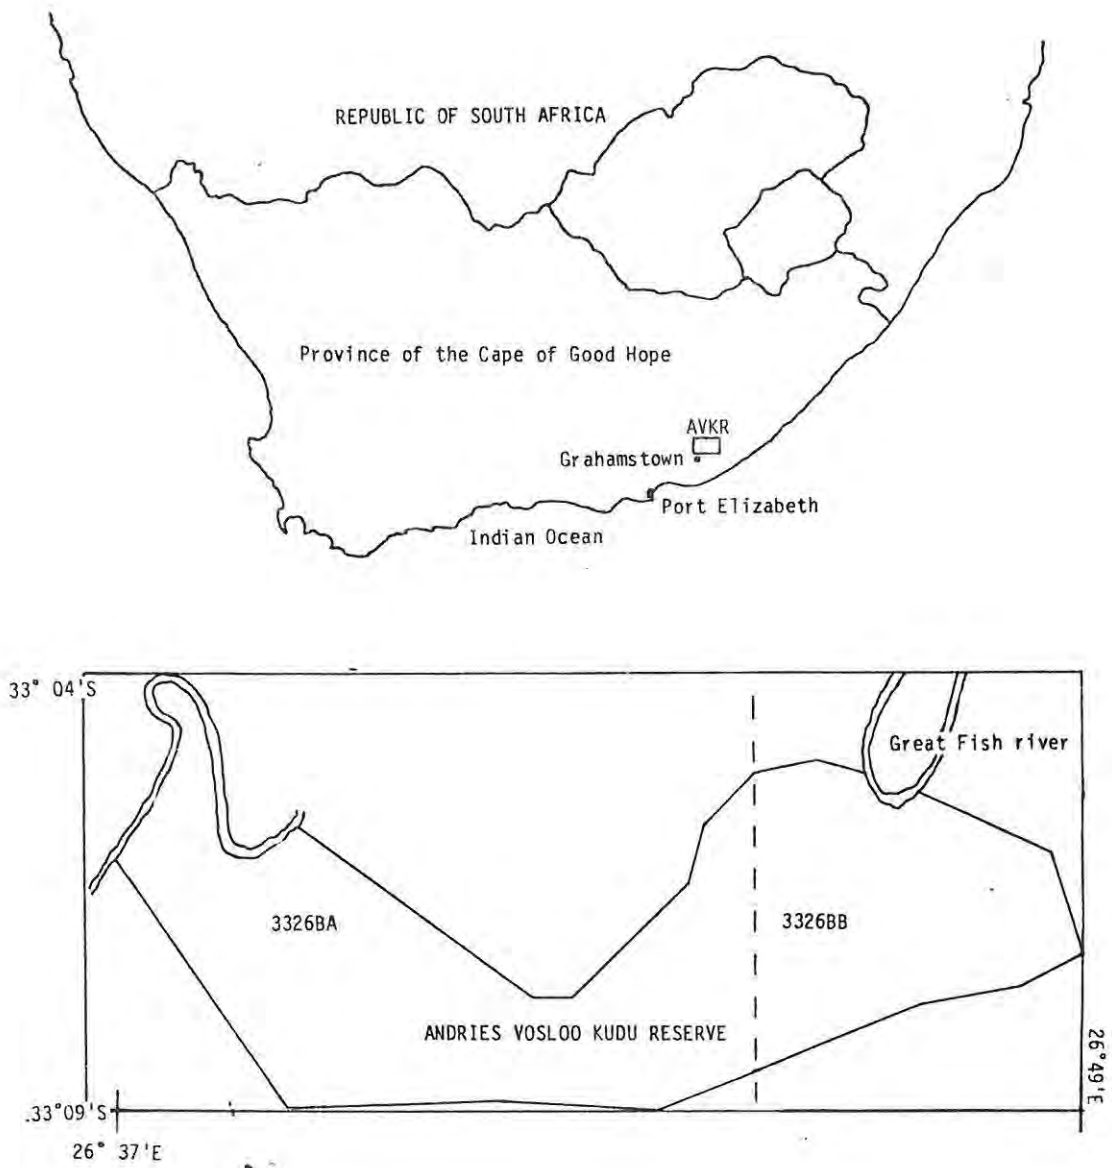 REPUBLIC OF SOUTH AFRICA
Province of the Cape of Good Hope
AVKR
Grahamstown
Port Elizabeth
Indian Ocean
33° 04'S
Great Fish river
3326BA
3326BB
ANDRIES VOSLOO KUDU RESERVE
26°49'E
.33°09'S
26° 37'E